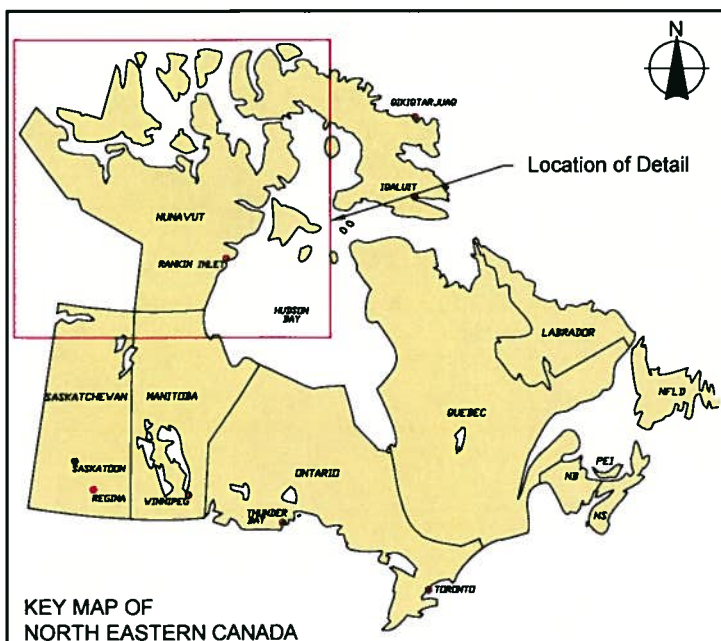 N
QIKIQTARJUAQ
Location of Detail
IQALUIT
NUNAVUT
RANKIN INLET
HUDSON
BAY
LABRADOR
SASKATCHEWAN
MANITOBA
NFLD
QUEBEC
SASKATOON
ONTARIO
PEI
NB
REGINA
WINNIPEG
THUNDER
BAY
NS
TORONTO
KEY MAP OF
NORTH EASTERN CANADA